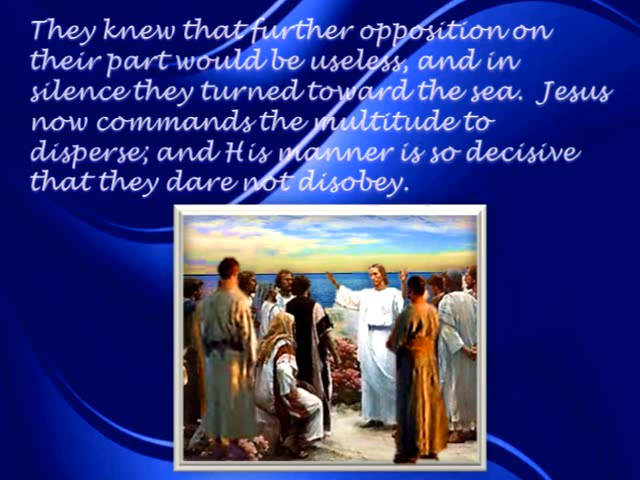 They knew that further opposition on
their part would be useless, and in
silence they turned toward the sea.  Jesus
now commands the multitude to
disperse; and His manner is so decisive
that they dare not disobey.